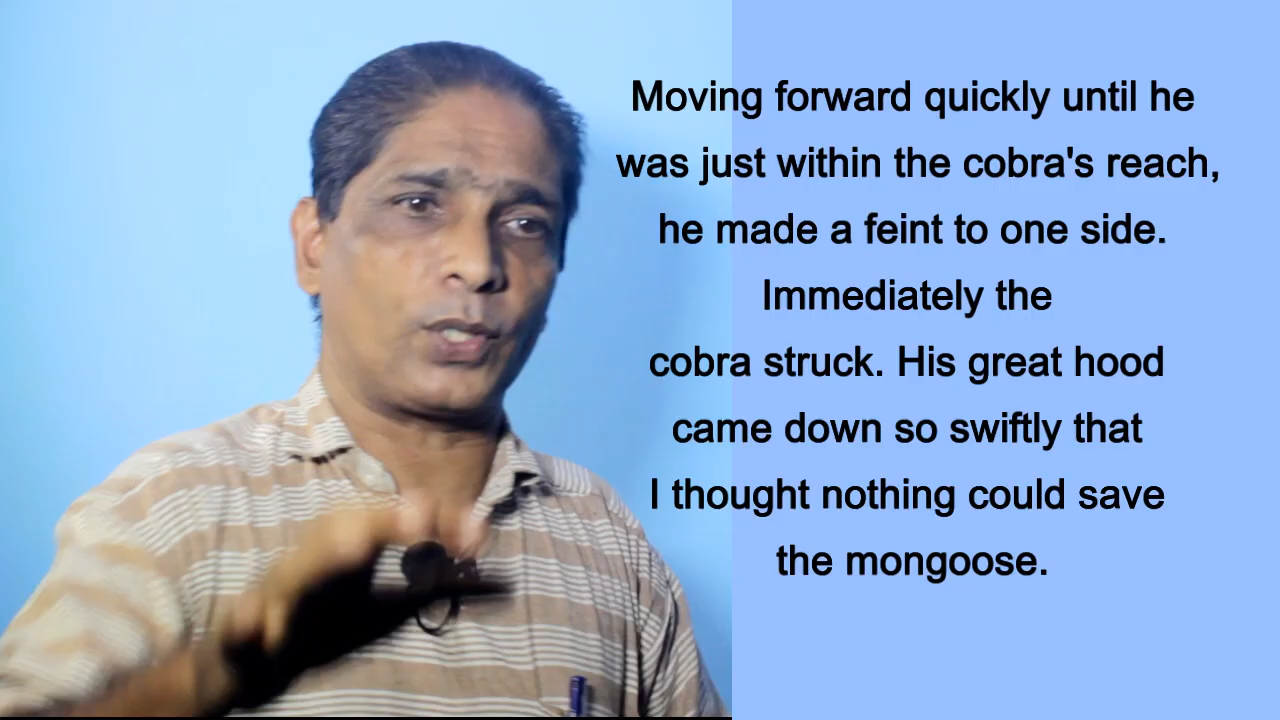 Moving forward quickly until he
was just within the cobra's reach,
he made a feint to one side.
Immediately the
cobra struck. His great hood
came down so swiftly that
I thought nothing could save
the mongoose.